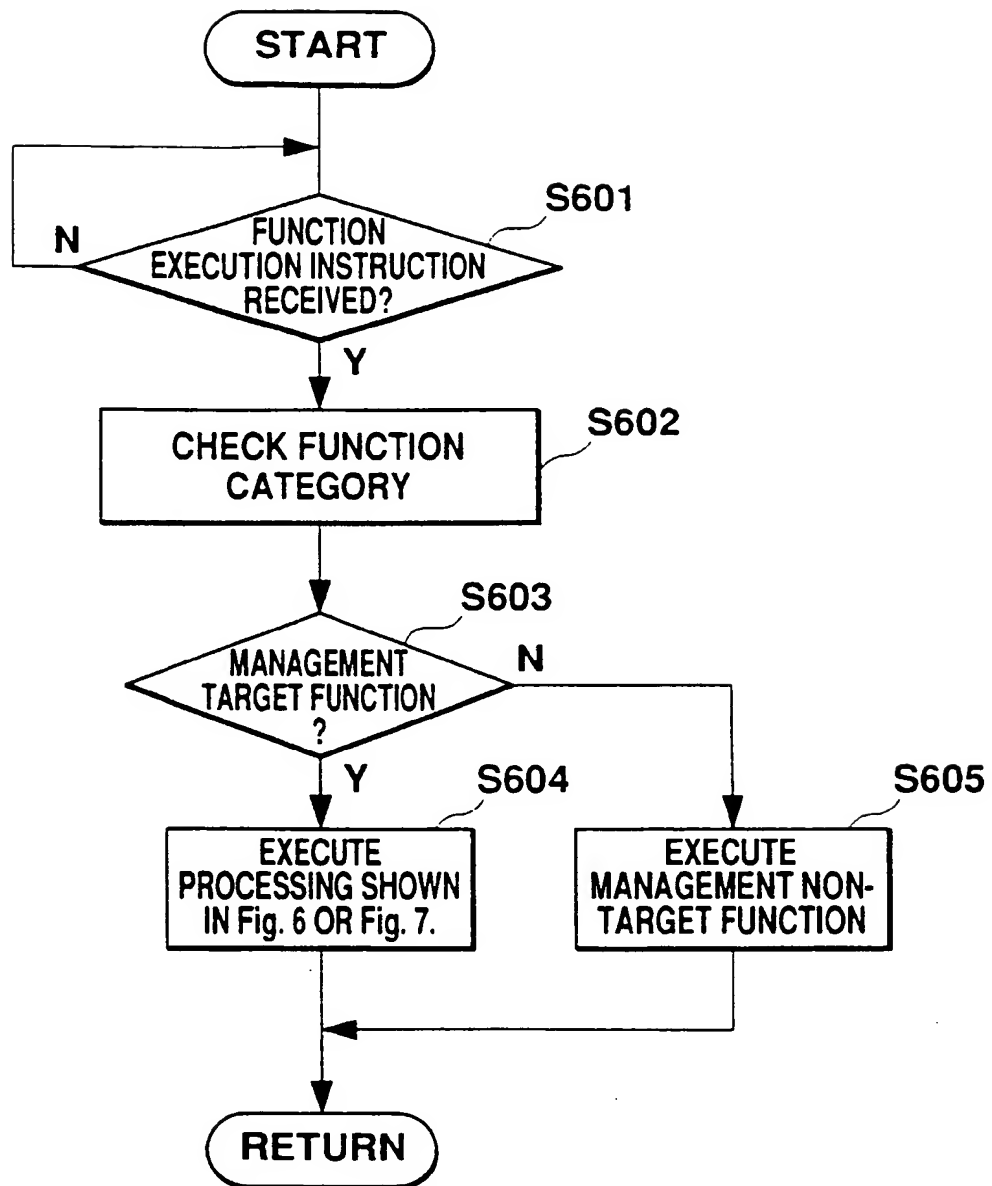 START
S601
N
FUNCTION
EXECUTION INSTRUCTION
RECEIVED?
Y
S602
CHECK FUNCTION
CATEGORY
S603
N
MANAGEMENT
TARGET FUNCTION
?
Y
S604
S605
EXECUTE
PROCESSING SHOWN
IN Fig. 6 OR Fig. 7.
EXECUTE
MANAGEMENT NON-
TARGET FUNCTION
RETURN